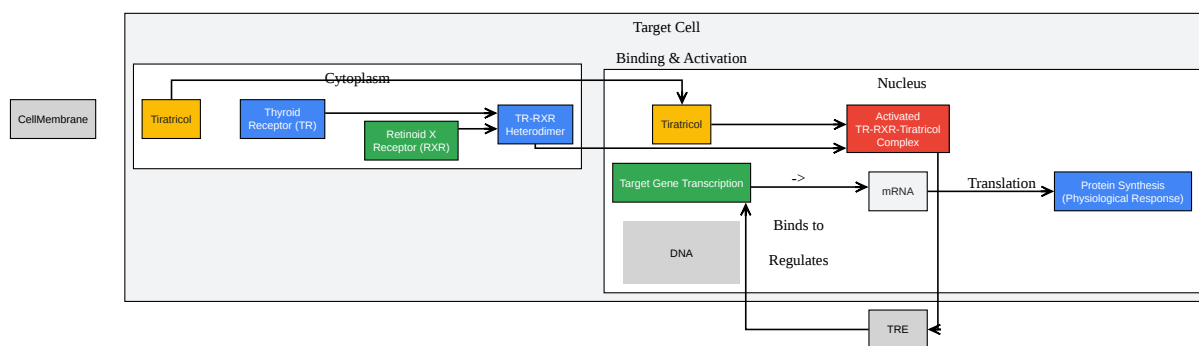 Target Cell
Binding & Activation
Cytoplasm
Nucleus
CellMembrane
Tiratricol
Thyroid
Receptor (TR)
Retinoid X
Receptor (RXR)
TR-RXR
Heterodimer
Tiratricol
Activated
TR-RXR-Tiratricol
Complex
Target Gene Transcription
->
mRNA
Translation
Protein Synthesis
(Physiological Response)
Binds to
DNA
Regulates
TRE